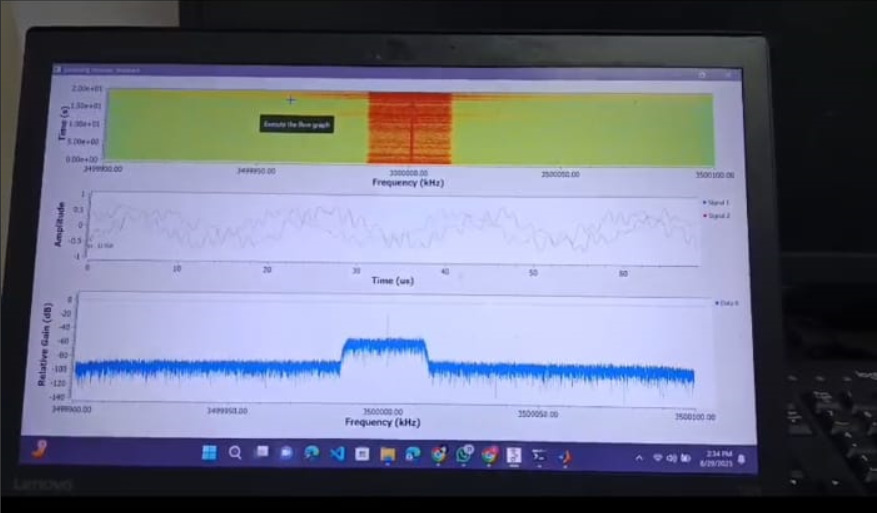 2.00e+01
1.50e+01
1.00e+01
5.00e+00
0.00e+00
Time (s)
Execute the flow graph
3499900.00 3499950.00 3500000.00 3500050.00 3500100.00
Frequency (kHz)
Amplitude
1
0.5
0
-0.5
-1
Signal 1
Signal 2
0 10 20 30 40 50 60
Time (us)
Relative Gain (dB)
0
-20
-40
-60
-80
-100
-120
-140
Data 0
3499900.00 3499950.00 3500000.00 3500050.00 3500100.00
Frequency (kHz)
2:34 PM
8/29/2025
Lenovo